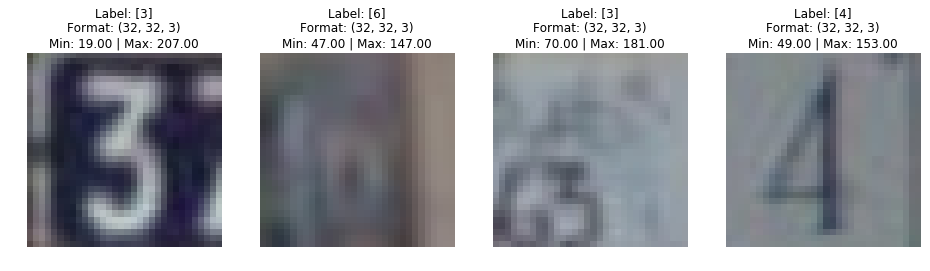 Label: [3]
Format: (32, 32, 3)
Min: 19.00 | Max: 207.00
Label: [6]
Format: (32, 32, 3)
Min: 47.00 | Max: 147.00
Label: [3]
Format: (32, 32, 3)
Min: 70.00 | Max: 181.00
Label: [4]
Format: (32, 32, 3)
Min: 49.00 | Max: 153.00
3
3
4